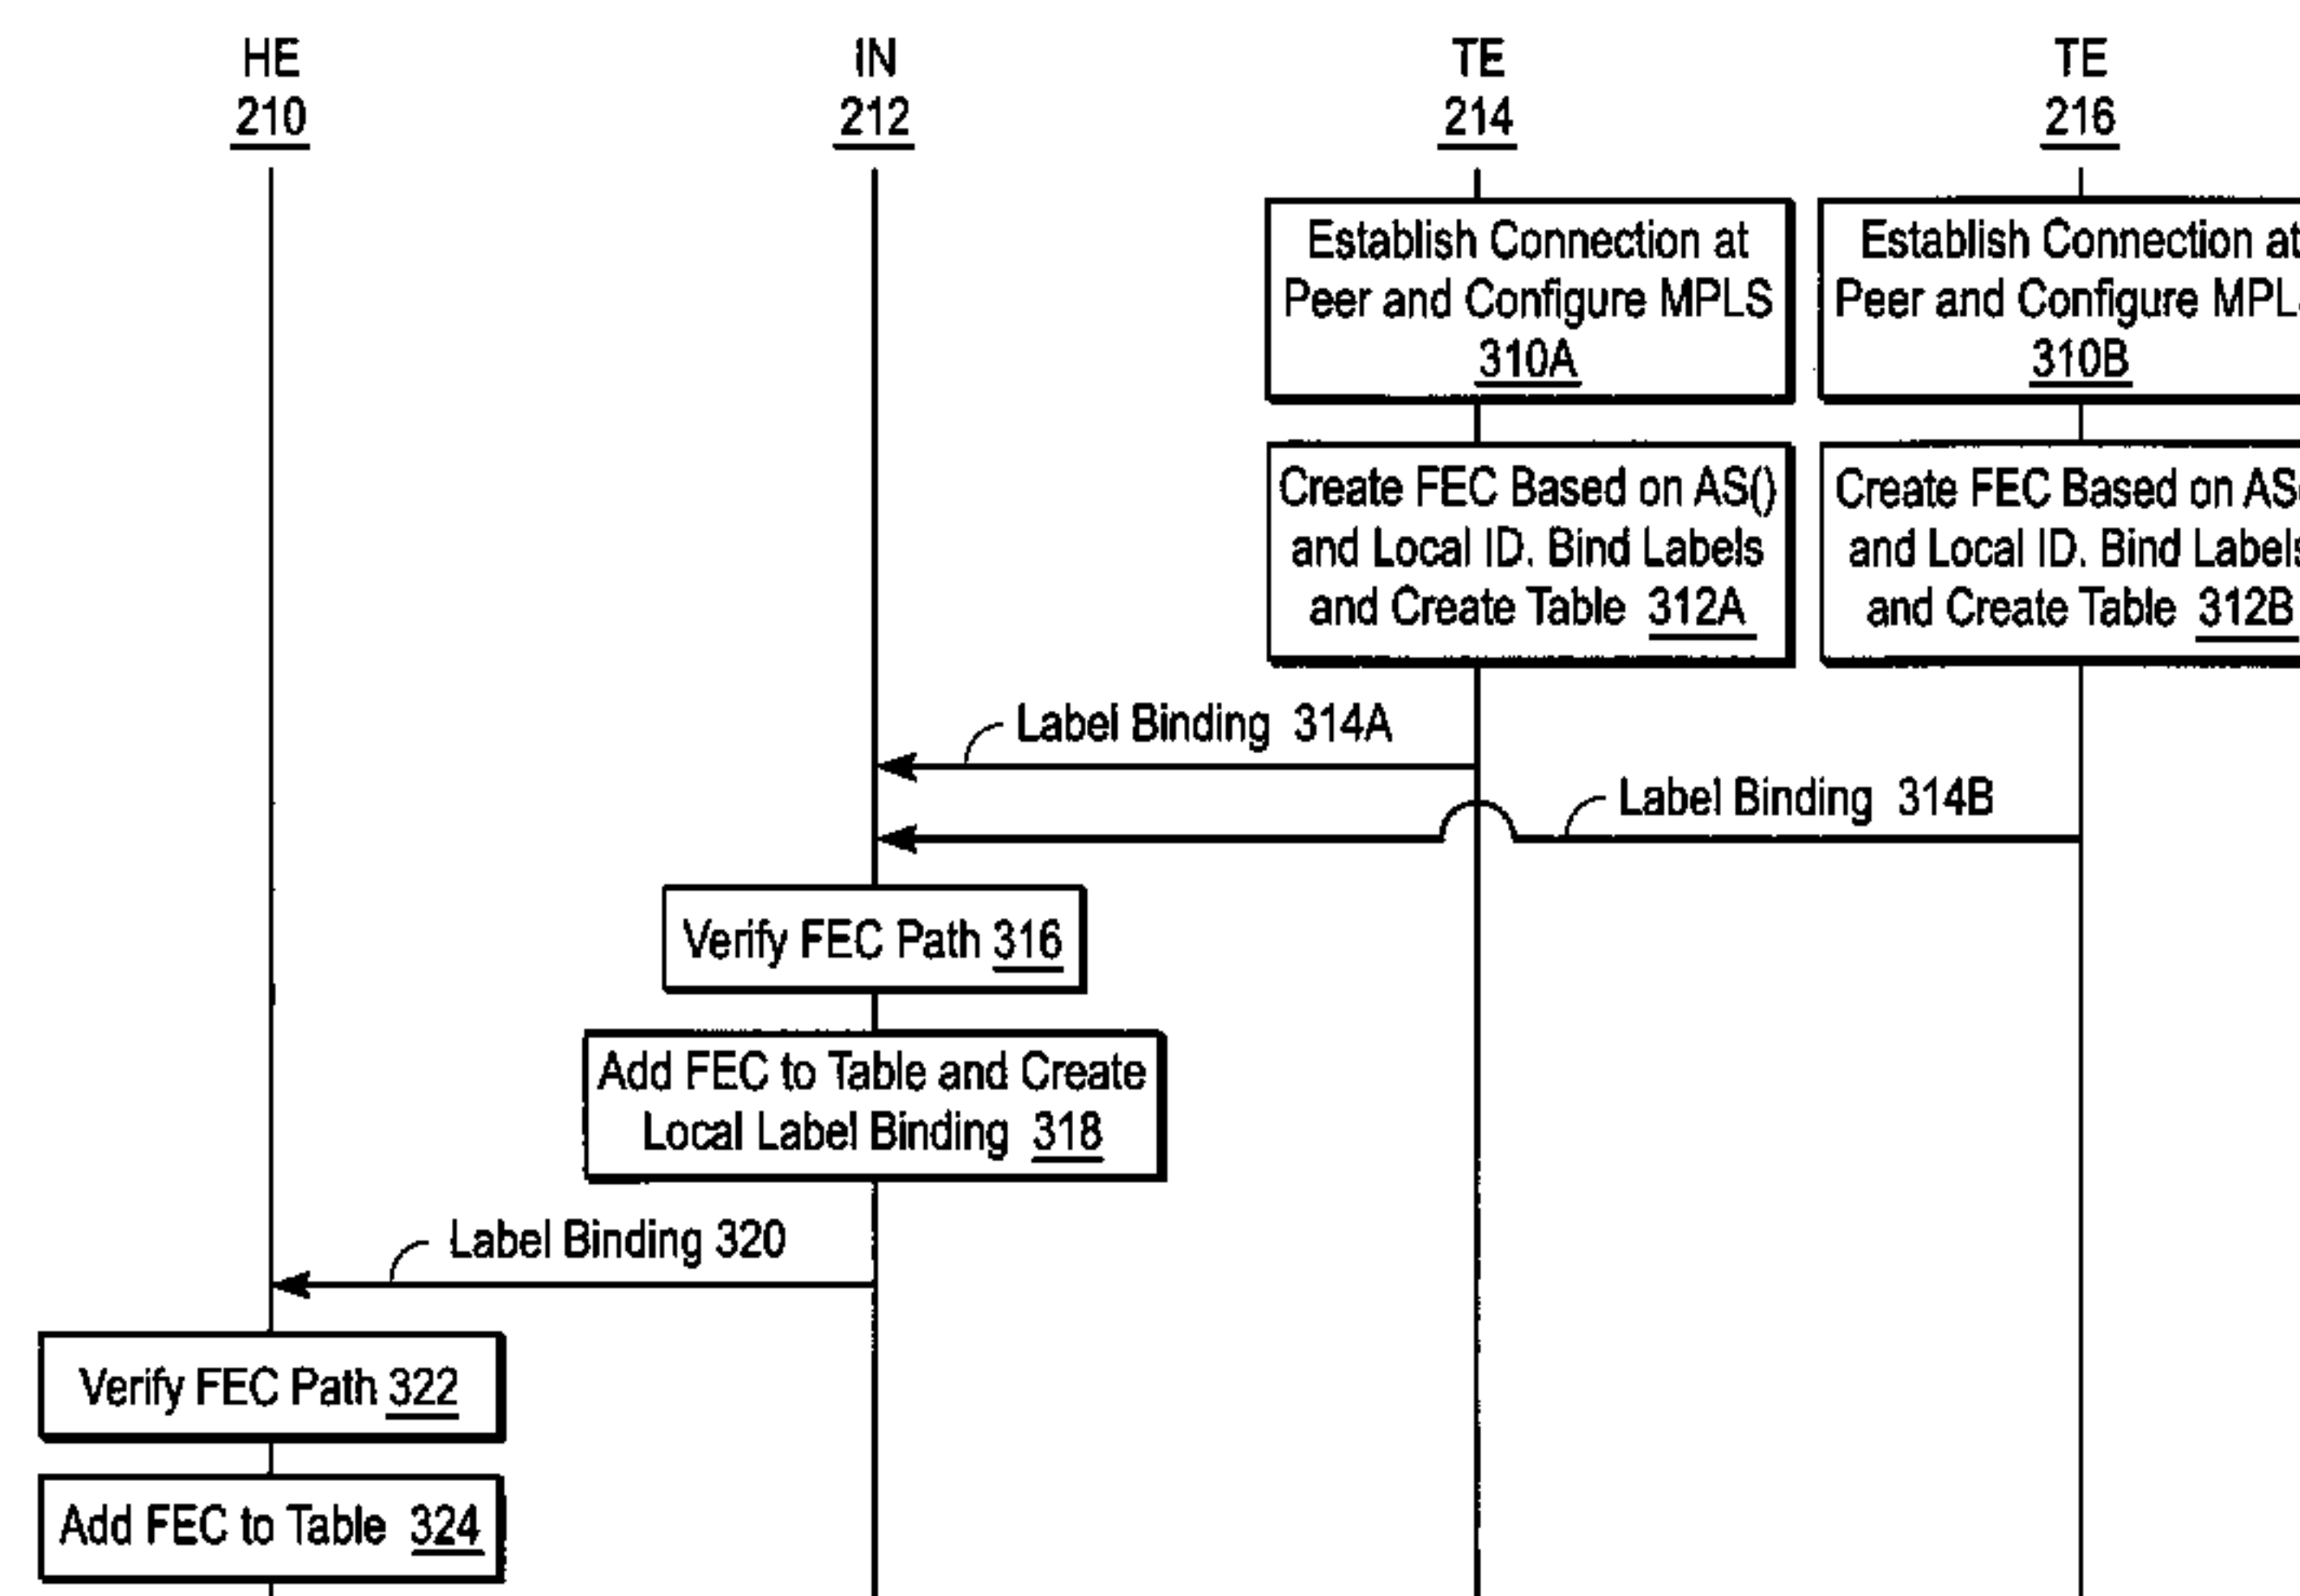 HE
210
IN
212
TE
214
TE
216
Establish Connection at
Peer and Configure MPLS
310A
Establish Connection at
Peer and Configure
310B
Create FEC Based on AS()
and Local ID. Bind Labels
and Create Table 312A
Create FEC Based on
and Local ID. Bind Labels
and Create Table 312B
Label Binding 314A
Label Binding 314B
Verify FEC Path 316
Add FEC to Table and Create
Local Label Binding 318
Label Binding 320
Verify FEC Path 322
Add FEC to Table 324